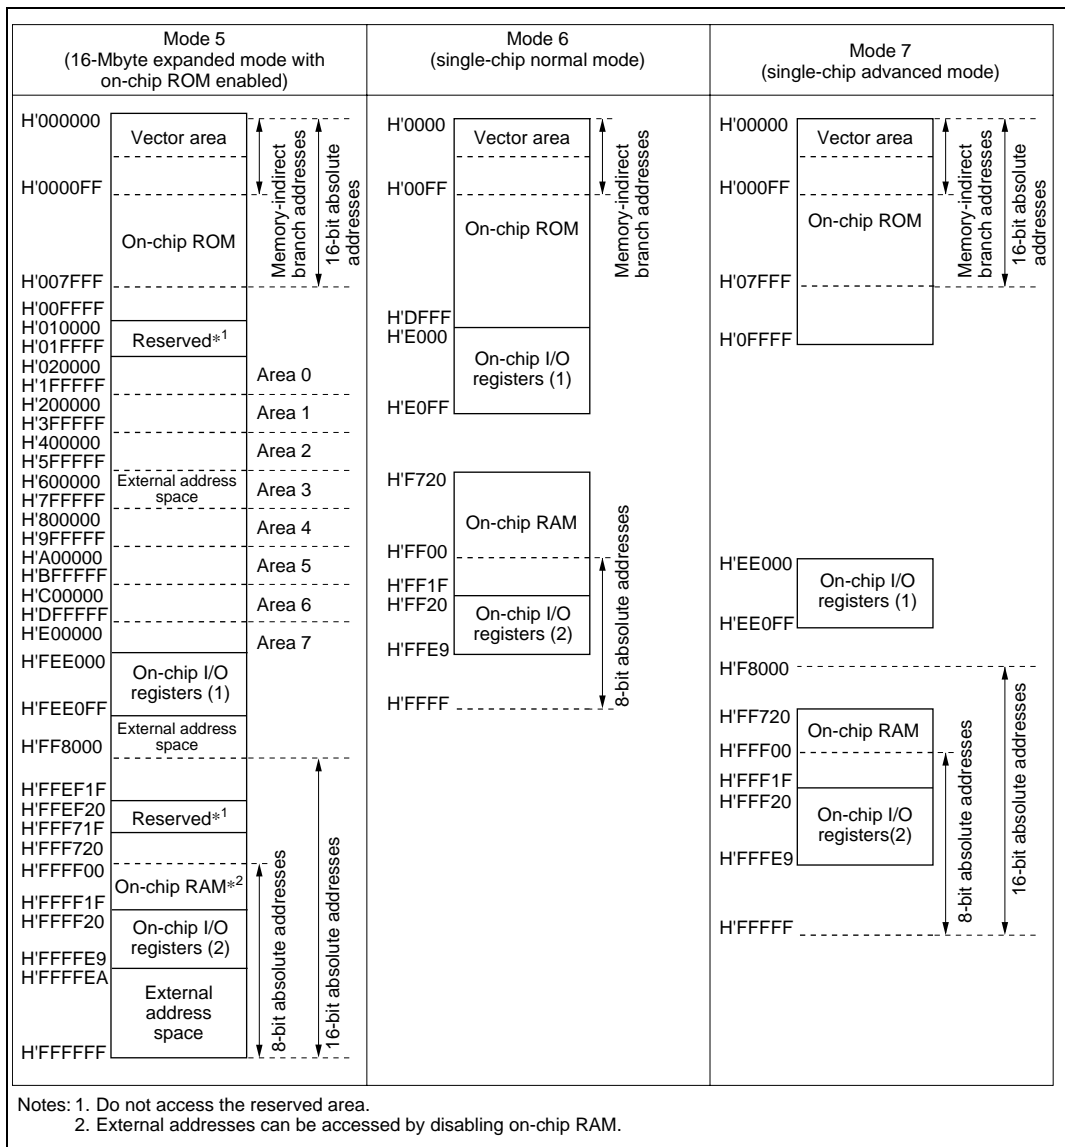 Mode 5
(16-Mbyte expanded mode with
on-chip ROM enabled)
H'000000
Vector area
H'0000FF
On-chip ROM
H'007FFF
H'00FFFF
H'010000
Reserved*1
H'01FFFF
H'020000
Area 0
H'1FFFFF
H'200000
Area 1
H'3FFFFF
H'400000
Area 2
H'5FFFFF
H'600000
External address
space
Area 3
H'7FFFFF
H'800000
Area 4
H'9FFFFF
H'A00000
Area 5
H'BFFFFF
H'C00000
Area 6
H'DFFFFF
H'E00000
Area 7
H'FEE000
On-chip I/O
registers (1)
H'FEE0FF
External address
space
H'FF8000
H'FFEF1F
H'FFEF20
Reserved*1
H'FFF71F
H'FFF720
H'FFFF00
On-chip RAM*2
H'FFFF1F
H'FFFF20
On-chip I/O
registers (2)
H'FFFFE9
H'FFFFEA
External
address
space
H'FFFFFF
Memory-indirect
branch addresses
16-bit absolute
addresses
8-bit absolute addresses
16-bit absolute addresses
Mode 6
(single-chip normal mode)
H'0000
Vector area
H'00FF
On-chip ROM
H'DFFF
H'E000
On-chip I/O
registers (1)
H'E0FF
H'F720
On-chip RAM
H'FF00
H'FF1F
H'FF20
On-chip I/O
registers (2)
H'FFE9
H'FFFF
Memory-indirect
branch addresses
8-bit absolute addresses
Mode 7
(single-chip advanced mode)
H'00000
Vector area
H'000FF
On-chip ROM
H'07FFF
H'0FFFF
H'EE000
On-chip I/O
registers (1)
H'EE0FF
H'F8000
H'FF720
On-chip RAM
H'FFF00
H'FFF1F
H'FFF20
On-chip I/O
registers(2)
H'FFFE9
H'FFFFF
Memory-indirect
branch addresses
16-bit absolute
addresses
8-bit absolute addresses
16-bit absolute addresses
Notes: 1. Do not access the reserved area.
2. External addresses can be accessed by disabling on-chip RAM.